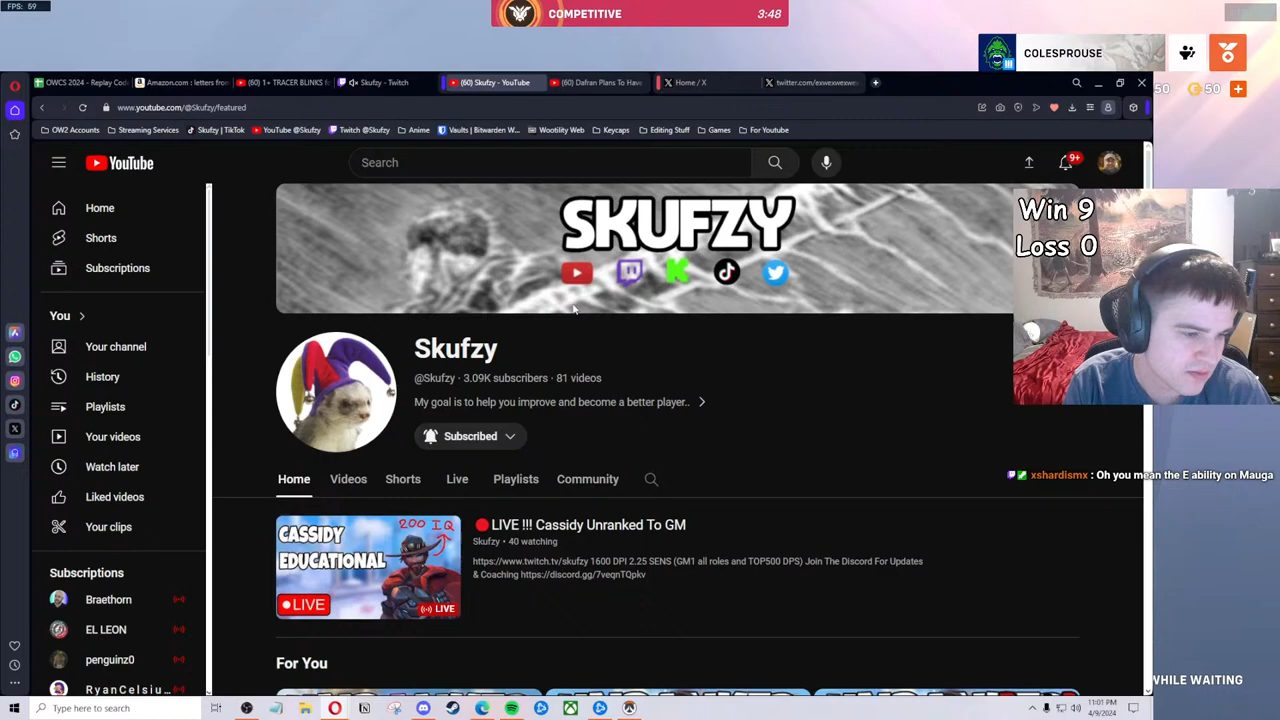 FPS: 59
COMPETITIVE
3:48
COLESPROUSE
50
50
OWCS 2024 - Replay Cod
Amazon.com : letters from
(60) 1+ TRACER BLINKS f
Skufzy - Twitch
(60) Skufzy - YouTube
(60) Dafran Plans To Have
Home / X
twitter.com/exwexwexwe
www.youtube.com/@Skufzy/featured
OW2 Accounts
Streaming Services
Skufzy | TikTok
YouTube @Skufzy
Twitch @Skufzy
Anime
Vaults | Bitwarden W...
Wootility Web
Keycaps
Editing Stuff
Games
For Youtube
YouTube
Search
9+
Home
Shorts
Subscriptions
You
Your channel
History
Playlists
Your videos
Watch later
Liked videos
Your clips
Subscriptions
Braethorn
EL LEON
penguinz0
RyanCelsiu...
SKUFZY
Skufzy
@Skufzy · 3.09K subscribers · 81 videos
My goal is to help you improve and become a better player..
Subscribed
Home
Videos
Shorts
Live
Playlists
Community
CASSIDY
EDUCATIONAL
200 IQ
LIVE
LIVE
LIVE !!! Cassidy Unranked To GM
Skufzy • 40 watching
https://www.twitch.tv/skufzy 1600 DPI 2.25 SENS (GM1 all roles and TOP500 DPS) Join The Discord For Updates
& Coaching https://discord.gg/7veqnTQpkv
For You
Win 9
Loss 0
xshardismx : Oh you mean the E ability on Mauga
WHILE WAITING
Type here to search
11:01 PM
4/9/2024